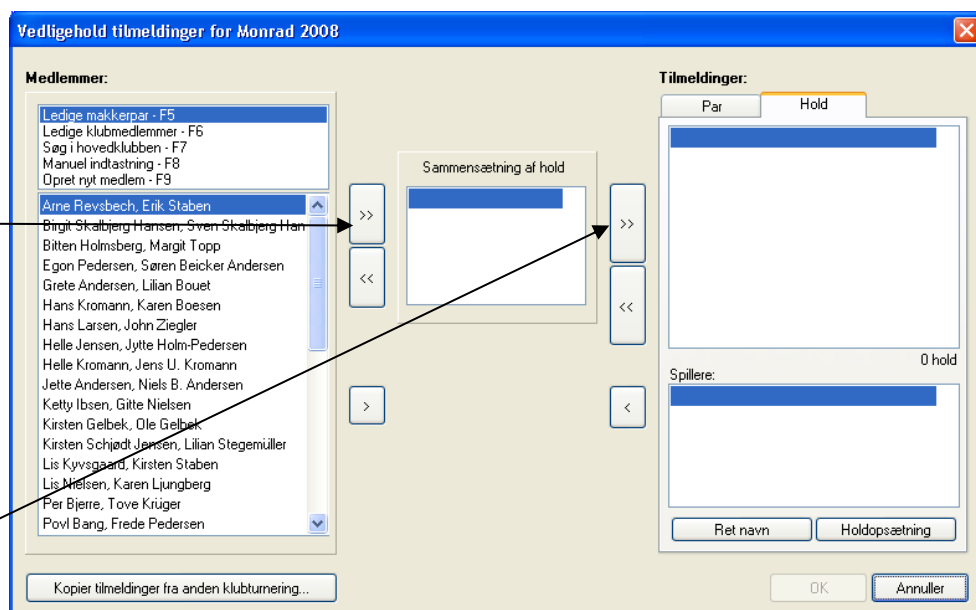 Vedligehold tilmeldinger for Monrad 2008
Medlemmer:
Ledige makkerpar - F5
Ledige klubmedlemmer - F6
Søg i hovedklubben - F7
Manuel indtastning - F8
Opret nyt medlem - F9
Arne Revsbech, Erik Staben
Birgit Skalbjerg Hansen, Sven Skalbjerg Han
Bitten Holmsberg, Margit Topp
Egon Pedersen, Søren Beicker Andersen
Grete Andersen, Lilian Bouet
Hans Kromann, Karen Boesen
Hans Larsen, John Ziegler
Helle Jensen, Jytte Holm-Pedersen
Helle Kromann, Jens U. Kromann
Jette Andersen, Niels B. Andersen
Ketty Ibsen, Gitte Nielsen
Kirsten Gelbek, Ole Gelbek
Kirsten Schjødt Jensen, Lilian Stegemüller
Lis Kyvsgaard, Kirsten Staben
Lis Nielsen, Karen Ljungberg
Per Bjerre, Tove Krüger
Povl Bang, Frede Pedersen
Kopier tilmeldinger fra anden klubturnering...
>>
<<
>
Sammensætning af hold
>>
<<
<
Tilmeldinger:
Par
Hold
0 hold
Spillere:
Ret navn
Holdopsætning
OK
Annuller